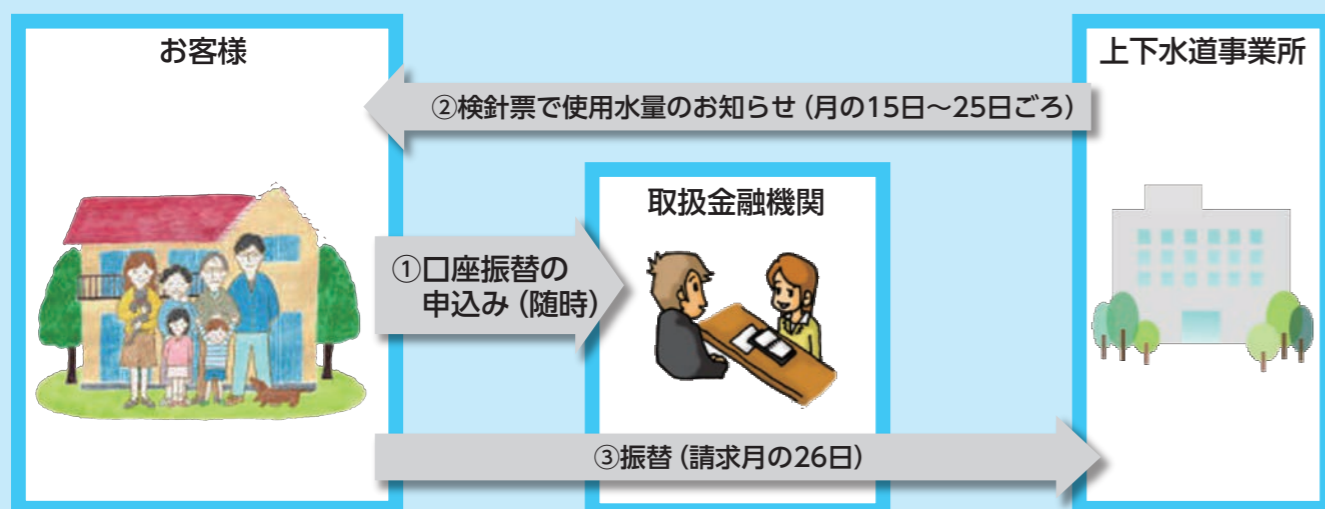 お客様
上下水道事業所
②検針票で使用水量のお知らせ（月の15日～25日ごろ）
取扱金融機関
①口座振替の
申込み（随時）
③振替（請求月の26日）